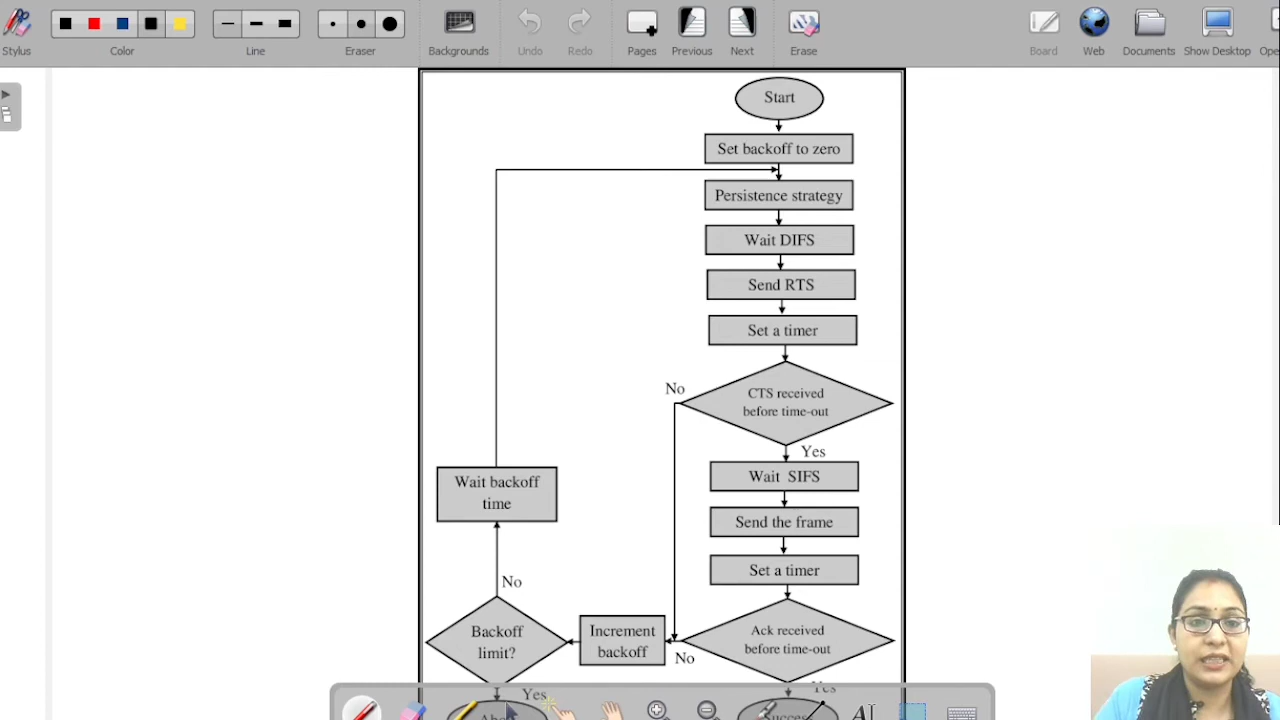 Stylus
Color
Line
Eraser
Backgrounds
Undo
Redo
Pages
Previous
Next
Erase
Board
Web
Documents
Show Desktop
Start
Set backoff to zero
Persistence strategy
Wait DIFS
Send RTS
Set a timer
No
CTS received
before time-out
Yes
Wait SIFS
Send the frame
Set a timer
Wait backoff
time
No
Backoff
limit?
Increment
backoff
No
Ack received
before time-out
Yes
Yes